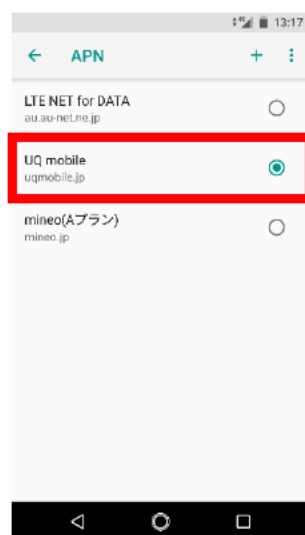 13:17
APN
LTE NET for DATA
au.au-net.ne.jp
UQ mobile
uqmobile.jp
mineo(Aプラン)
mineo.jp